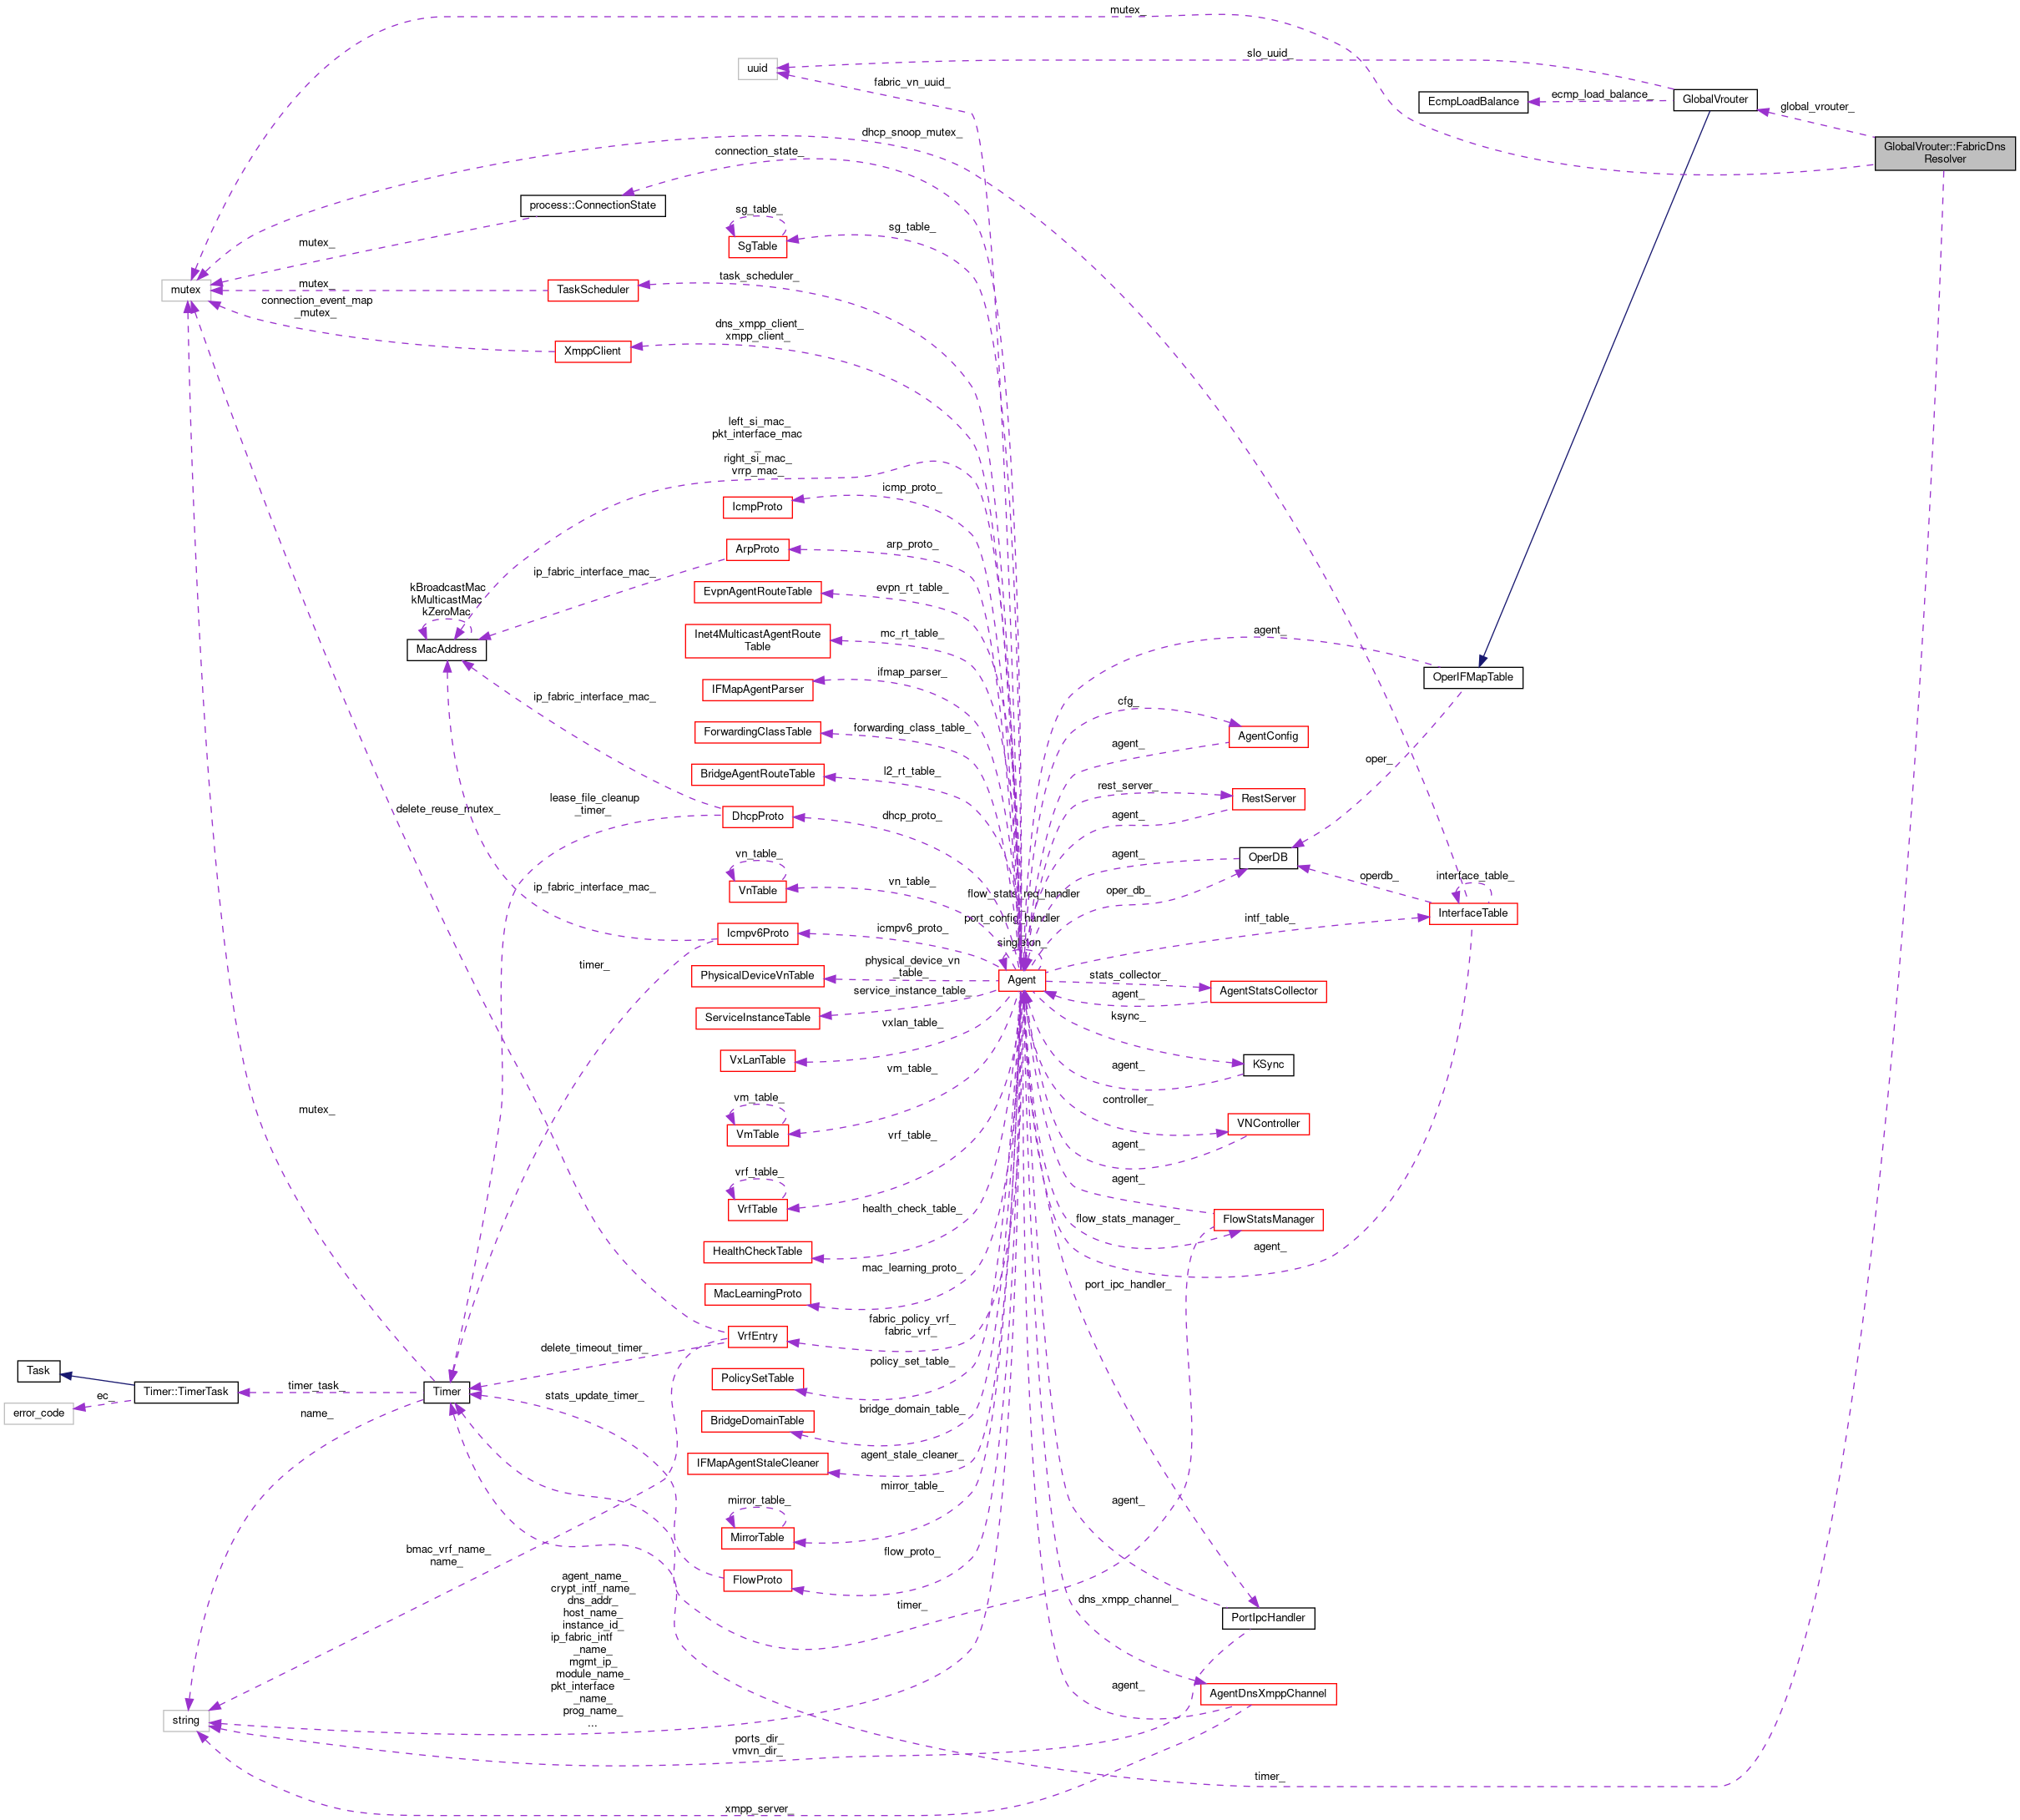 mutex_
slo_uuid_
uuid
fabric_vn_uuid_
ecmp_load_balance_
EcmpLoadBalance
GlobalVrouter
global_vrouter_
GlobalVrouter::FabricDns
Resolver
dhcp_snoop_mutex_
connection_state_
process::ConnectionState
sg_table_
SgTable
sg_table_
mutex_
task_scheduler_
mutex
mutex_
TaskScheduler
connection_event_map
_mutex_
dns_xmpp_client_
xmpp_client_
XmppClient
left_si_mac_
pkt_interface_mac
_
right_si_mac_
vrrp_mac_
icmp_proto_
IcmpProto
arp_proto_
ArpProto
ip_fabric_interface_mac_
kBroadcastMac
kMulticastMac
kZeroMac
MacAddress
evpn_rt_table_
EvpnAgentRouteTable
mc_rt_table_
Inet4MulticastAgentRoute
Table
agent_
OperIFMapTable
ifmap_parser_
IFMapAgentParser
ip_fabric_interface_mac_
cfg_
AgentConfig
agent_
forwarding_class_table_
ForwardingClassTable
oper_
l2_rt_table_
BridgeAgentRouteTable
rest_server_
RestServer
agent_
delete_reuse_mutex_
lease_file_cleanup
_timer_
DhcpProto
dhcp_proto_
OperDB
agent_
oper_db_
operdb_
interface_table_
InterfaceTable
intf_table_
vn_table_
VnTable
vn_table_
flow_stats_req_handler
_
port_config_handler
_
singleton_
ip_fabric_interface_mac_
Icmpv6Proto
icmpv6_proto_
timer_
physical_device_vn
_table_
PhysicalDeviceVnTable
Agent
stats_collector_
AgentStatsCollector
agent_
service_instance_table_
ServiceInstanceTable
ksync_
KSync
agent_
vxlan_table_
VxLanTable
vm_table_
vm_table_
VmTable
controller_
VNController
agent_
mutex_
vrf_table_
vrf_table_
VrfTable
agent_
flow_stats_manager_
FlowStatsManager
agent_
health_check_table_
HealthCheckTable
mac_learning_proto_
MacLearningProto
port_ipc_handler_
fabric_policy_vrf_
fabric_vrf_
VrfEntry
delete_timeout_timer_
Task
Timer::TimerTask
ec_
error_code
timer_task_
Timer
stats_update_timer_
name_
policy_set_table_
PolicySetTable
bridge_domain_table_
BridgeDomainTable
agent_stale_cleaner_
IFMapAgentStaleCleaner
mirror_table_
mirror_table_
MirrorTable
agent_
bmac_vrf_name_
name_
flow_proto_
FlowProto
agent_name_
crypt_intf_name_
dns_addr_
host_name_
instance_id_
ip_fabric_intf
_name_
mgmt_ip_
module_name_
pkt_interface
_name_
prog_name_
...
timer_
dns_xmpp_channel_
PortIpcHandler
agent_
AgentDnsXmppChannel
string
ports_dir_
vmvn_dir_
timer_
xmpp_server_